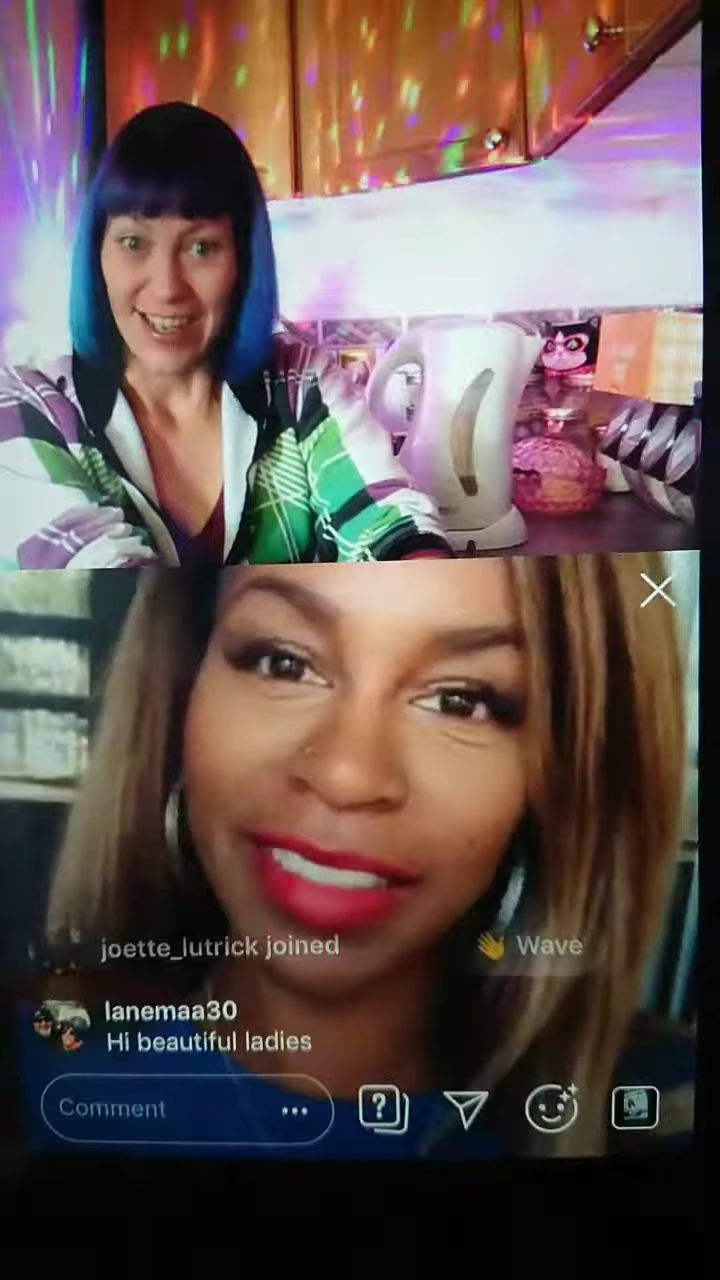 joette_lutrick joined
👋 Wave
lanemaa30
Hi beautiful ladies
Comment